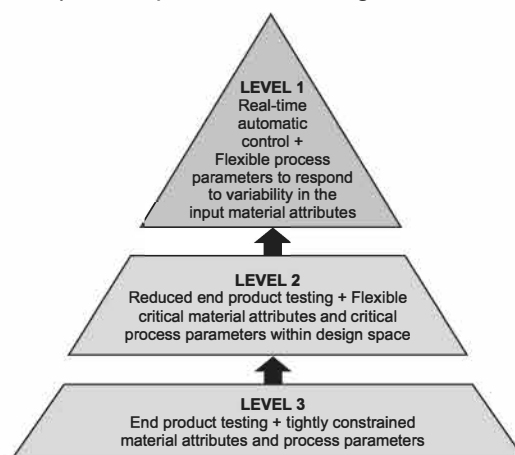 LEVEL 1
Real-time
automatic
control +
Flexible process
parameters to respond
to variability in the
input material attributes
LEVEL 2
Reduced end product testing + Flexible
critical material attributes and critical
process parameters within design space
LEVEL 3
End product testing + tightly constrained
material attributes and process parameters